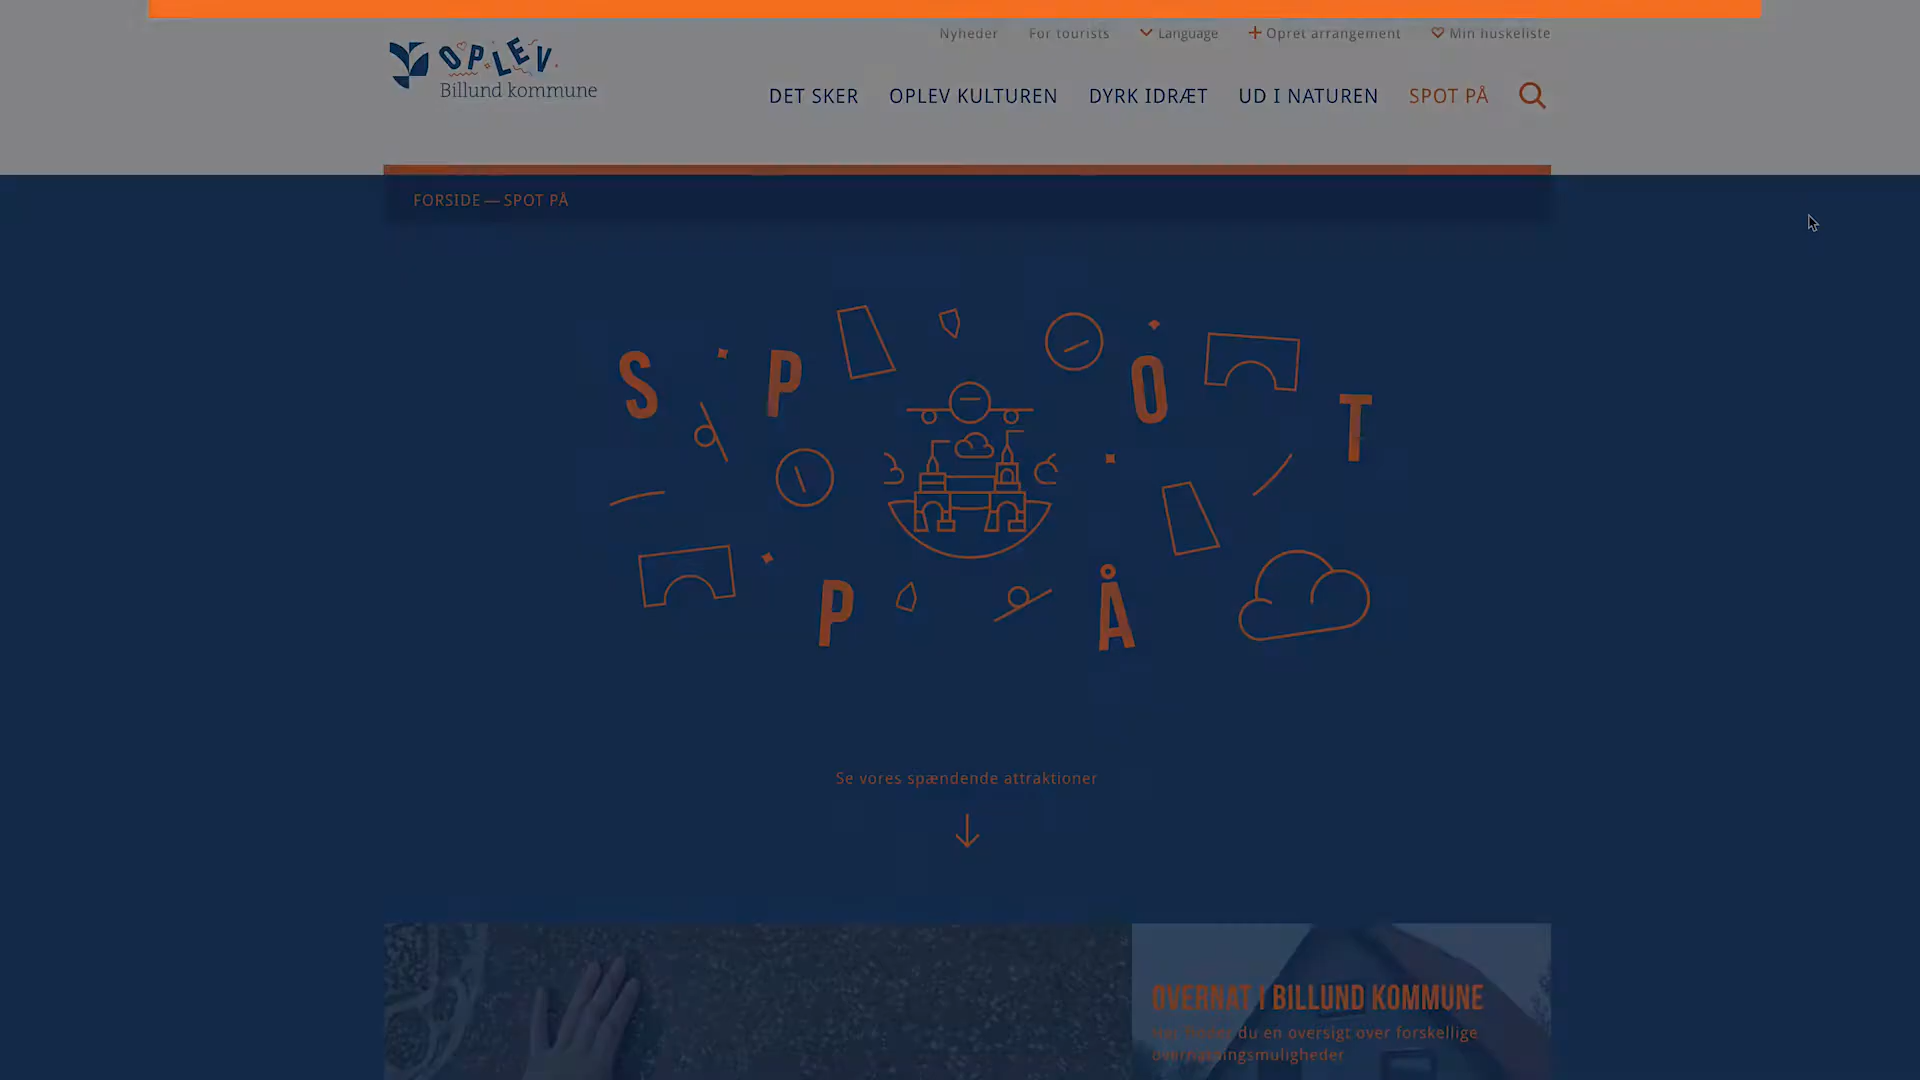 Nyheder For tourists Language Opret arrangement Min huskeliste
OPLEV
Billund kommune
DET SKER OPLEV KULTUREN DYRK IDRÆT UD I NATUREN SPOT PÅ
FORSIDE — SPOT PÅ
SPOT
PÅ
Se vores spændende attraktioner
OVERNAT I BILLUND KOMMUNE
Her finder du en oversigt over forskellige
overnatningsmuligheder